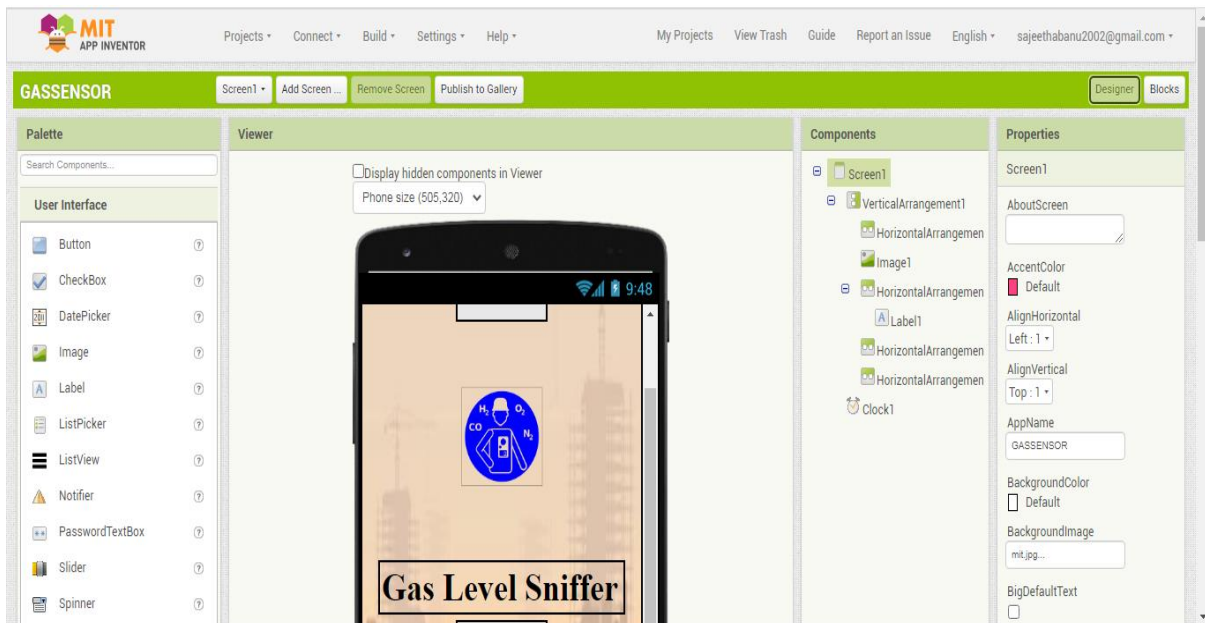 MIT
APP INVENTOR
Projects Connect Build Settings Help My Projects View Trash Guide Report an Issue English sajeethabanu2002@gmail.com
GASSENSOR Screen1 Add Screen ... Remove Screen Publish to Gallery Designer Blocks
Palette
Search Components...
User Interface
Button ?
CheckBox ?
DatePicker ?
Image ?
Label ?
ListPicker ?
ListView ?
Notifier ?
PasswordTextBox ?
Slider ?
Spinner ?
Viewer
Display hidden components in Viewer
Phone size (505,320)
9:48
H₂ O₂
CO N₂
Gas Level Sniffer
Components
Screen1
VerticalArrangement1
HorizontalArrangemen
Image1
HorizontalArrangemen
A Label1
HorizontalArrangemen
HorizontalArrangemen
Clock1
Properties
Screen1
AboutScreen
AccentColor
Default
AlignHorizontal
Left : 1
AlignVertical
Top : 1
AppName
GASSENSOR
BackgroundColor
Default
BackgroundImage
mit.jpg...
BigDefaultText